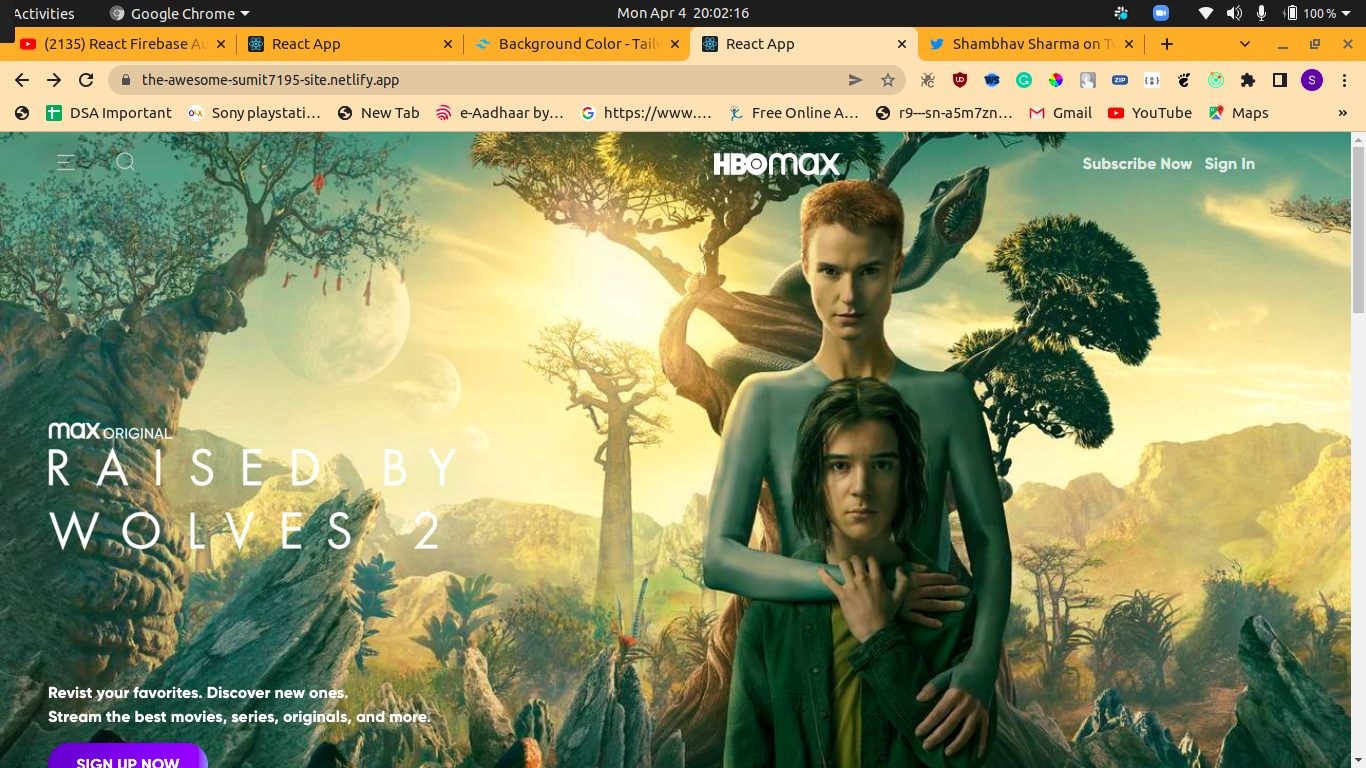 Activities Google Chrome Mon Apr 4 20:02:16 100 %
(2135) React Firebase Au React App Background Color - Tailw React App Shambhav Sharma on Tw
the-awesome-sumit7195-site.netlify.app S
DSA Important Sony playstati… New Tab e-Aadhaar by… https://www.… Free Online A… r9---sn-a5m7zn… Gmail YouTube Maps »
HBOmax Subscribe Now Sign In
max ORIGINAL
RAISED BY
WOLVES 2
Revist your favorites. Discover new ones.
Stream the best movies, series, originals, and more.
SIGN UP NOW